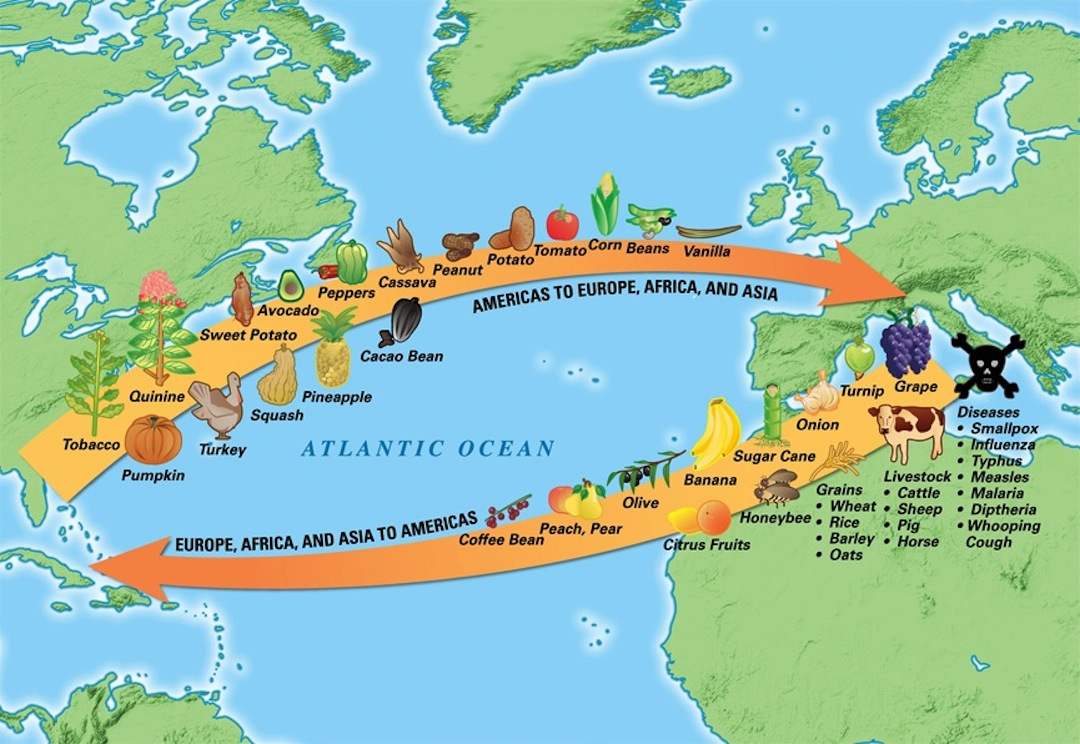 Tomato
Corn
Beans
Vanilla
Potato
Peanut
Cassava
Peppers
Avocado
AMERICAS TO EUROPE, AFRICA, AND ASIA
Sweet Potato
Cacao Bean
Quinine
Pineapple
Squash
Tobacco
Turkey
Pumpkin
ATLANTIC OCEAN
Turnip
Grape
Onion
Sugar Cane
Banana
Olive
Peach, Pear
Coffee Bean
Honeybee
Citrus Fruits
EUROPE, AFRICA, AND ASIA TO AMERICAS
Grains
• Wheat
• Rice
• Barley
• Oats
Livestock
• Cattle
• Sheep
• Pig
• Horse
Diseases
• Smallpox
• Influenza
• Typhus
• Measles
• Malaria
• Diptheria
• Whooping
Cough